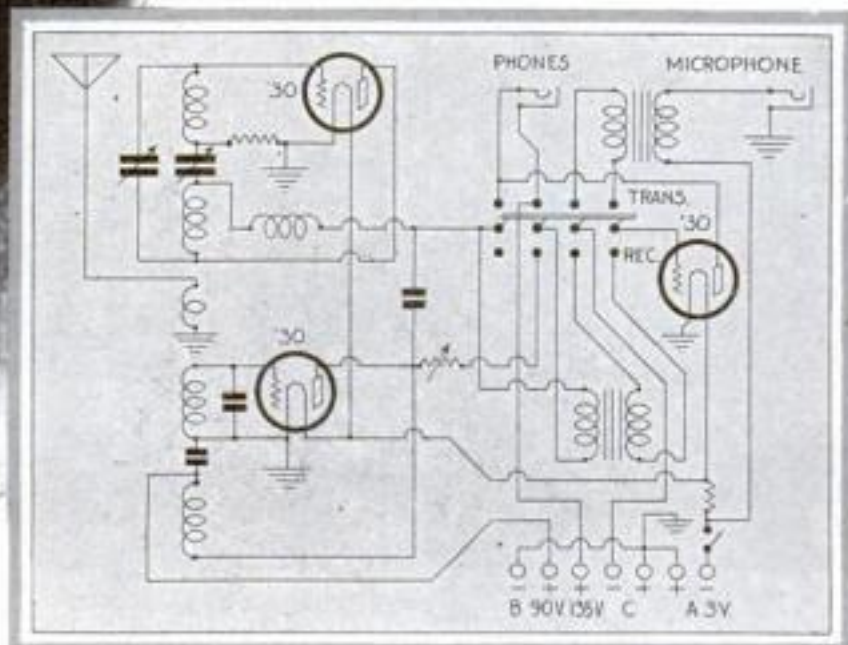 PHONES MICROPHONE
'30
TRANS.
'30
REC.
'30
B 90V 135V C A 3V.